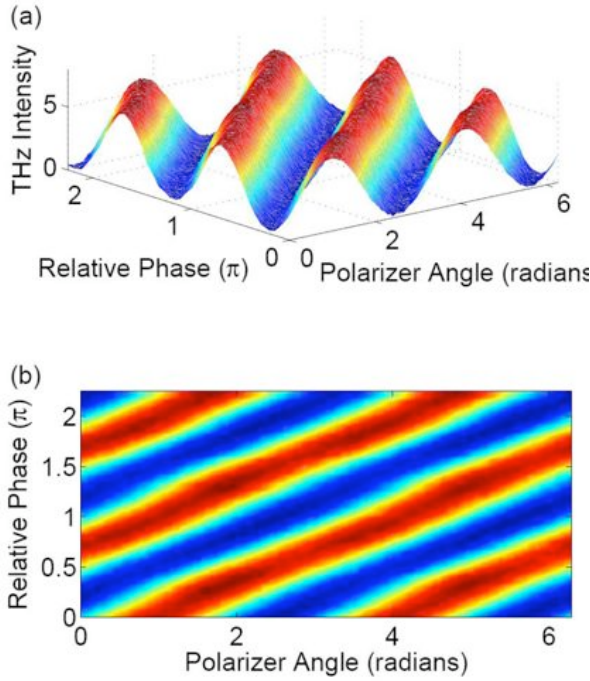 (a)
THz Intensity
5
0
2
1
0
Relative Phase (π)
0
2
4
6
Polarizer Angle (radians
(b)
Relative Phase (π)
2
1.5
1
0.5
0
0
2
4
6
Polarizer Angle (radians)